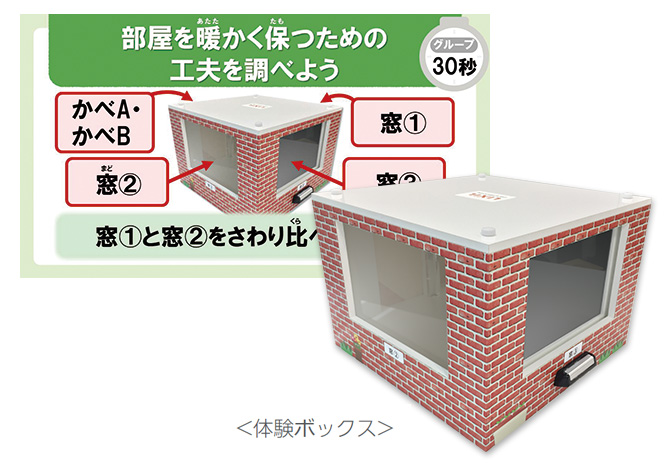 部屋を暖かく保つための
工夫を調べよう
グループ
30秒
かべA・
かべB
窓①
窓②
窓①と窓②をさわり比べ
窓2
<体験ボックス>